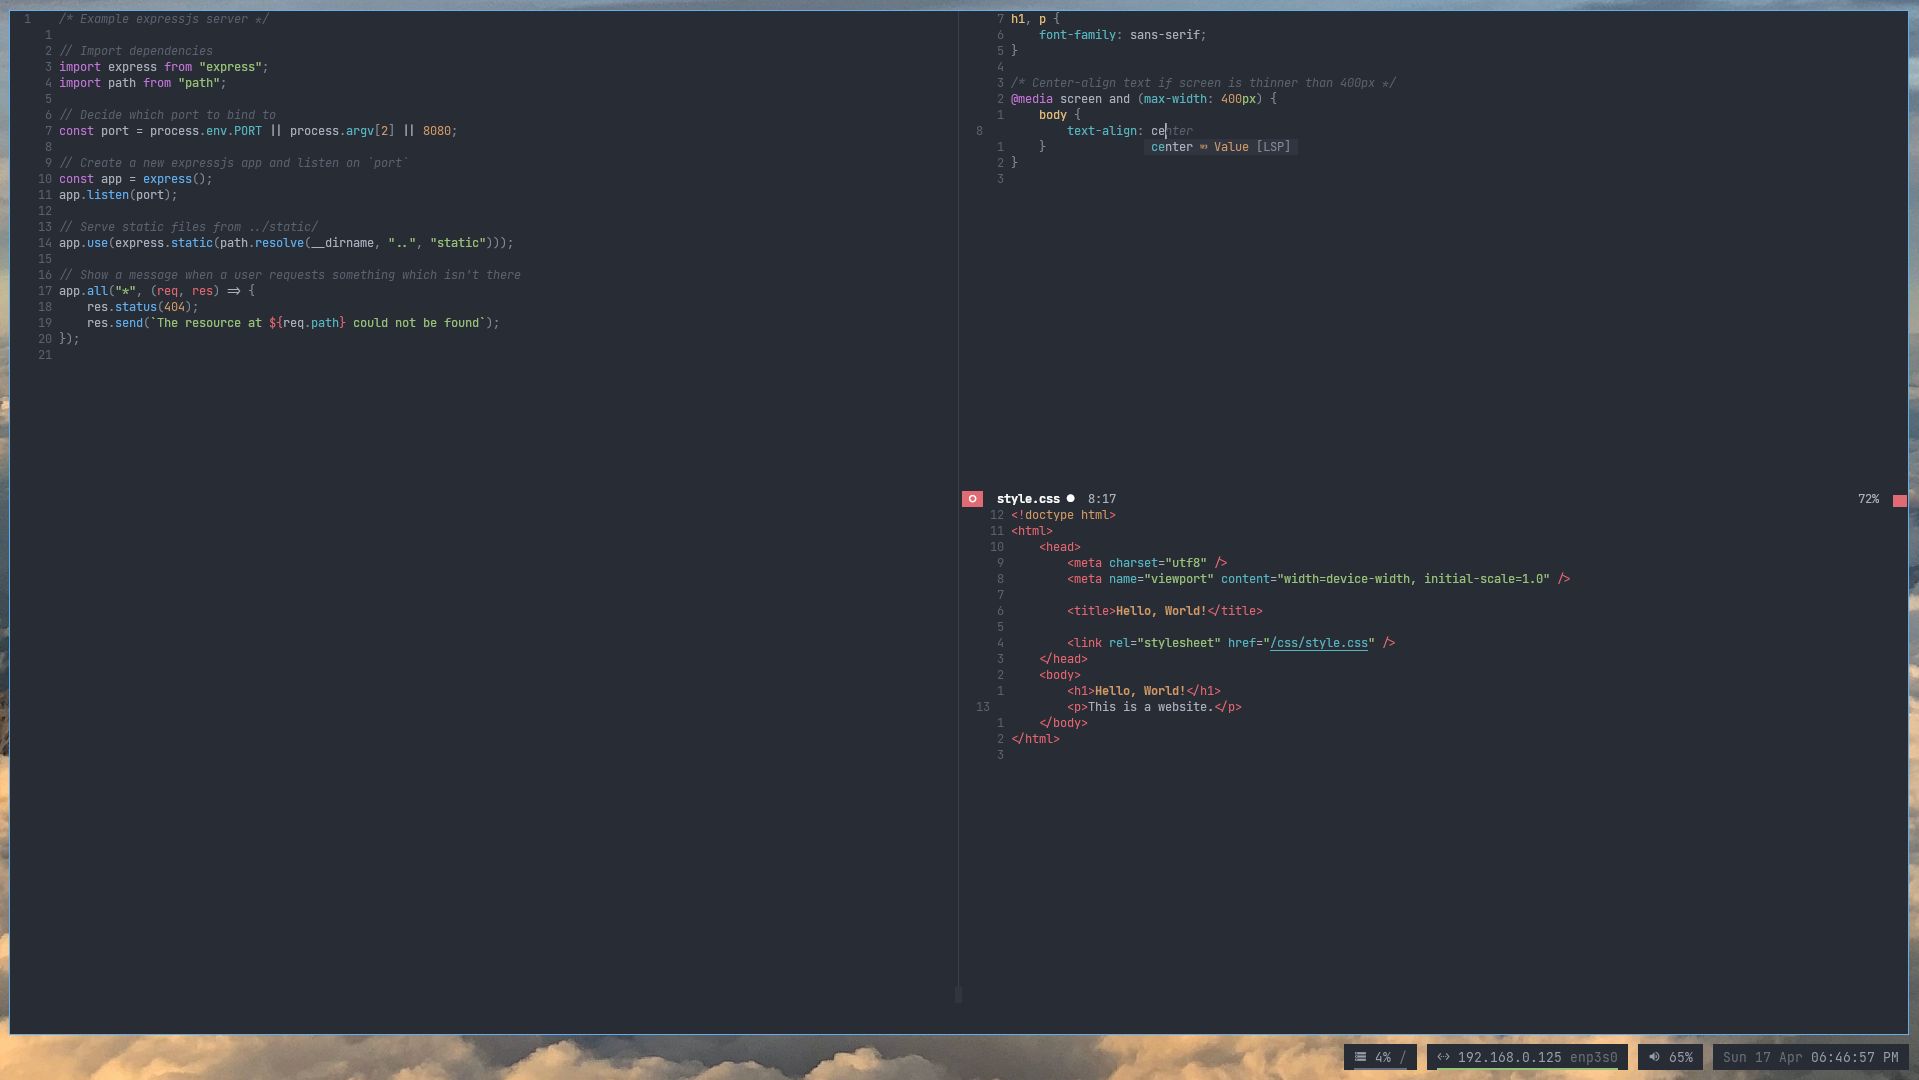 1 /* Example expressjs server */
1
2 // Import dependencies
3 import express from "express";
4 import path from "path";
5
6 // Decide which port to bind to
7 const port = process.env.PORT || process.argv[2] || 8080;
8
9 // Create a new expressjs app and listen on `port`
10 const app = express();
11 app.listen(port);
12
13 // Serve static files from ../static/
14 app.use(express.static(path.resolve(__dirname, "..", "static")));
15
16 // Show a message when a user requests something which isn't there
17 app.all("*", (req, res) => {
18     res.status(404);
19     res.send(`The resource at ${req.path} could not be found`);
20 });
21
7 h1, p {
6     font-family: sans-serif;
5 }
4
3 /* Center-align text if screen is thinner than 400px */
2 @media screen and (max-width: 400px) {
1     body {
8         text-align: center
center Value [LSP]
1     }
2 }
3
style.css ● 8:17 72%
12 <!doctype html>
11 <html>
10     <head>
9         <meta charset="utf8" />
8         <meta name="viewport" content="width=device-width, initial-scale=1.0" />
7
6         <title>Hello, World!</title>
5
4         <link rel="stylesheet" href="/css/style.css" />
3     </head>
2     <body>
1         <h1>Hello, World!</h1>
13         <p>This is a website.</p>
1     </body>
2 </html>
3
4% / 192.168.0.125 enp3s0 65% Sun 17 Apr 06:46:57 PM